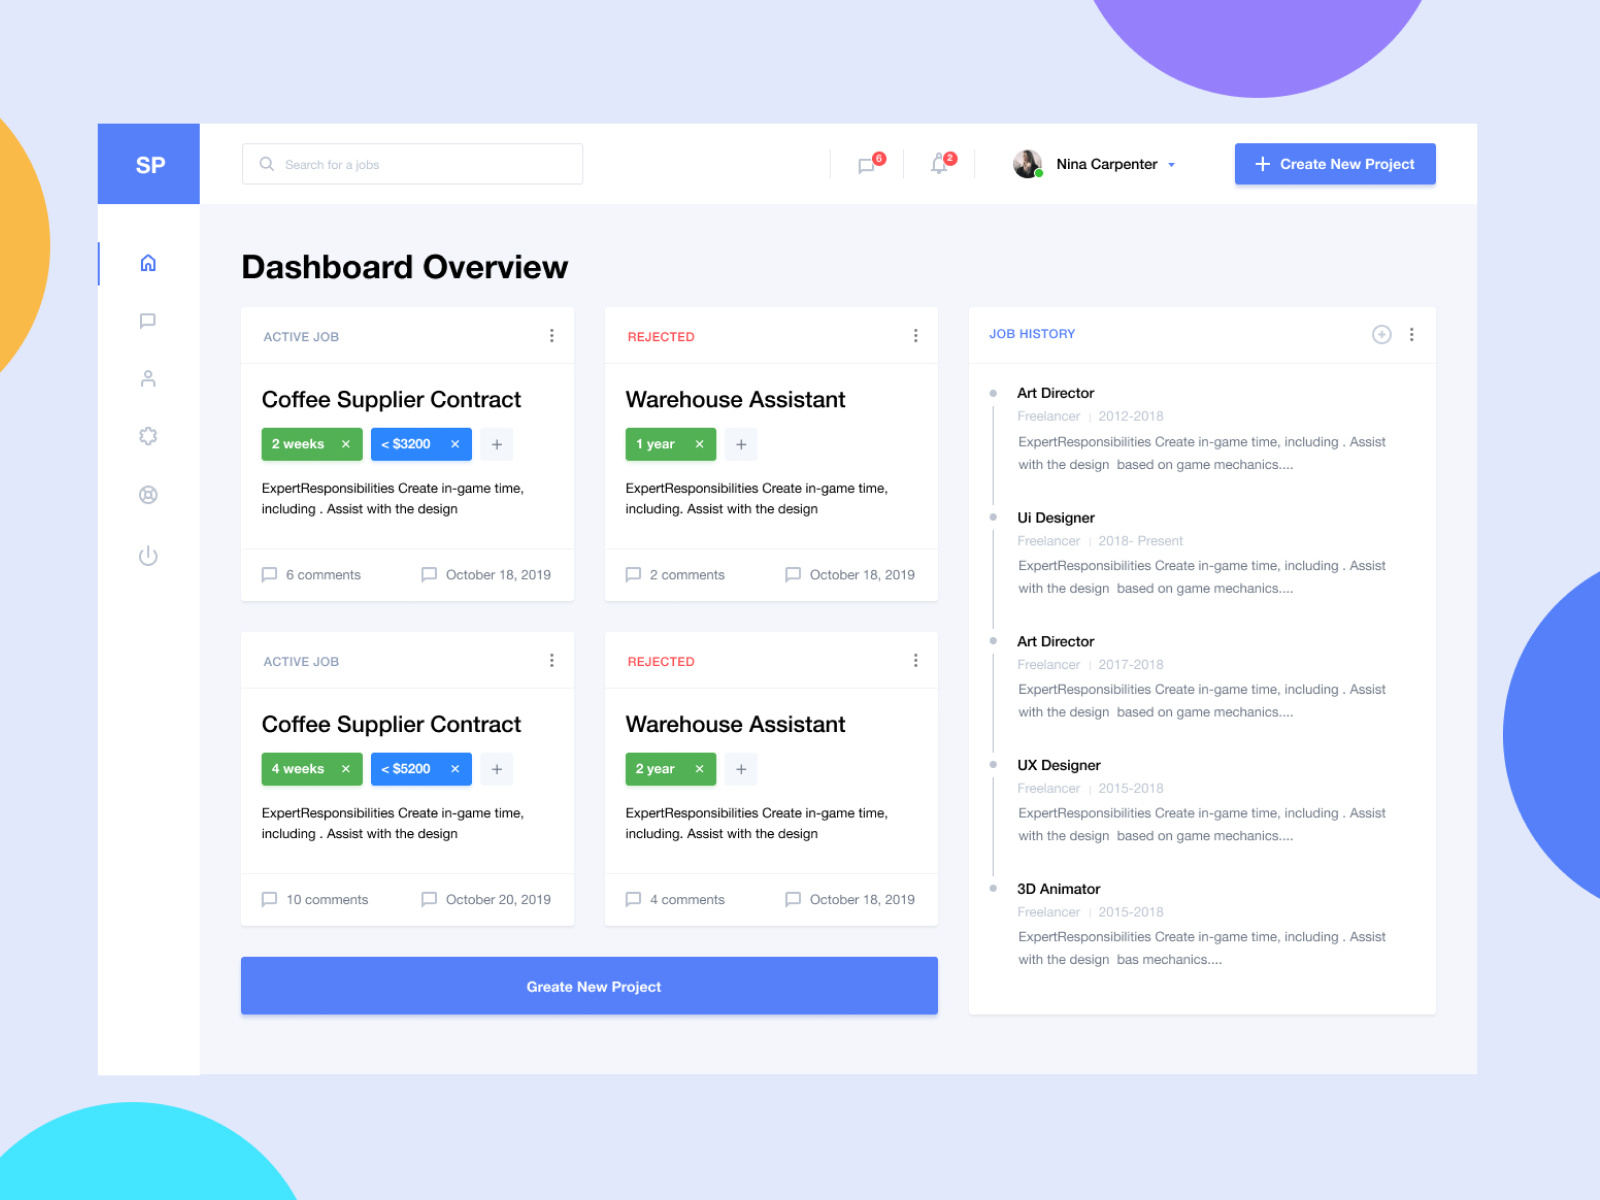 SP
Search for a jobs
6
2
Nina Carpenter
Create New Project
Dashboard Overview
ACTIVE JOB
Coffee Supplier Contract
2 weeks ×
< $3200 ×
+
ExpertResponsibilities Create in-game time,
including . Assist with the design
6 comments
October 18, 2019
REJECTED
Warehouse Assistant
1 year ×
+
ExpertResponsibilities Create in-game time,
including. Assist with the design
2 comments
October 18, 2019
ACTIVE JOB
Coffee Supplier Contract
4 weeks ×
< $5200 ×
+
ExpertResponsibilities Create in-game time,
including . Assist with the design
10 comments
October 20, 2019
REJECTED
Warehouse Assistant
2 year ×
+
ExpertResponsibilities Create in-game time,
including. Assist with the design
4 comments
October 18, 2019
Greate New Project
JOB HISTORY
Art Director
Freelancer | 2012-2018
ExpertResponsibilities Create in-game time, including . Assist
with the design based on game mechanics....
Ui Designer
Freelancer | 2018- Present
ExpertResponsibilities Create in-game time, including . Assist
with the design based on game mechanics....
Art Director
Freelancer | 2017-2018
ExpertResponsibilities Create in-game time, including . Assist
with the design based on game mechanics....
UX Designer
Freelancer | 2015-2018
ExpertResponsibilities Create in-game time, including . Assist
with the design based on game mechanics....
3D Animator
Freelancer | 2015-2018
ExpertResponsibilities Create in-game time, including . Assist
with the design bas mechanics....